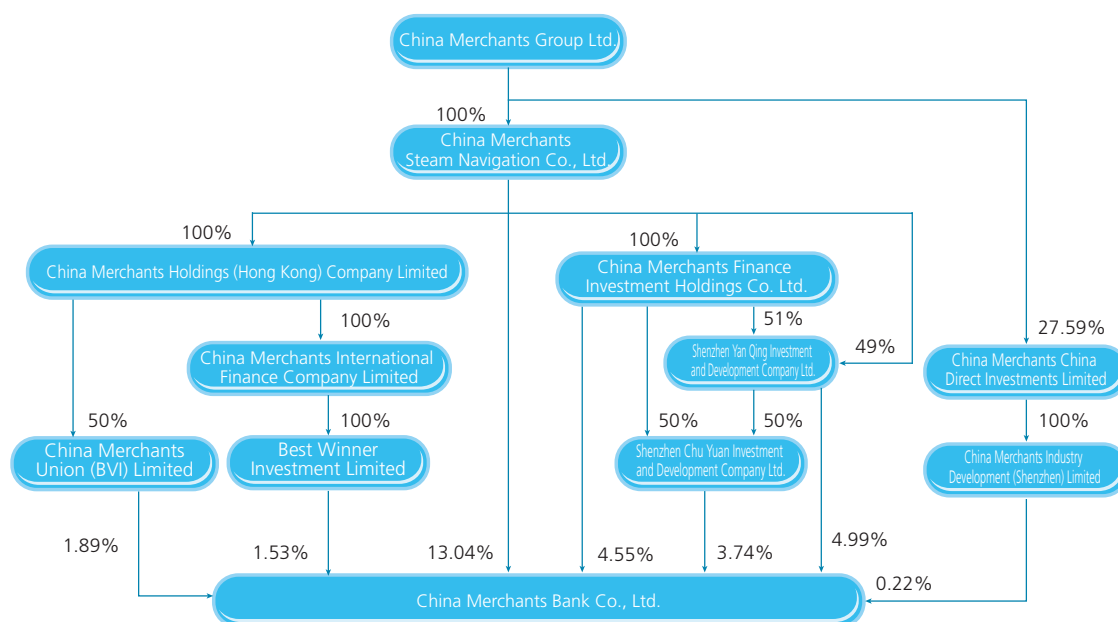 China Merchants Group Ltd.
100%
China Merchants
Steam Navigation Co., Ltd.
100%
100%
China Merchants Holdings (Hong Kong) Company Limited
China Merchants Finance
Investment Holdings Co. Ltd.
100%
51%
27.59%
China Merchants International
Finance Company Limited
Shenzhen Yan Qing Investment
and Development Company Ltd.
49%
China Merchants China
Direct Investments Limited
50%
100%
50%
50%
100%
China Merchants
Union (BVI) Limited
Best Winner
Investment Limited
Shenzhen Chu Yuan Investment
and Development Company Ltd.
China Merchants Industry
Development (Shenzhen) Limited
1.89%
1.53%
13.04%
4.55%
3.74%
4.99%
0.22%
China Merchants Bank Co., Ltd.